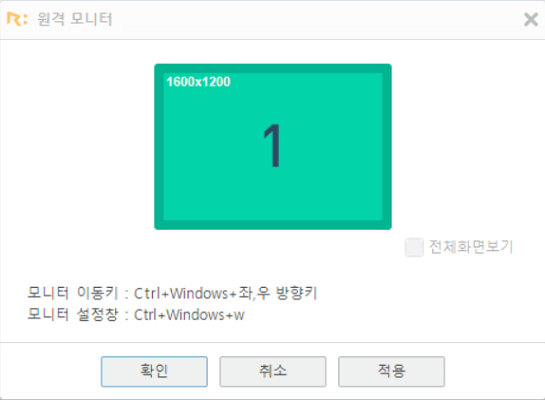 R: 원격 모니터
1600x1200
1
전체화면보기
모니터 이동키 : Ctrl+Windows+좌,우 방향키
모니터 설정창 : Ctrl+Windows+w
확인 취소 적용